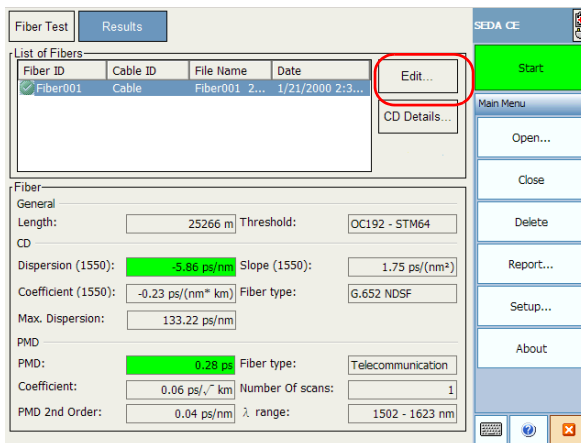 Fiber Test Results SEDA CE
List of Fibers
Fiber ID Cable ID File Name Date
Fiber001 Cable Fiber001 2... 1/21/2000 2:3...
Edit...
CD Details...
Fiber
General
Length: 25266 m Threshold: OC192 - STM64
CD
Dispersion (1550): -5.86 ps/nm Slope (1550): 1.75 ps/(nm²)
Coefficient (1550): -0.23 ps/(nm* km) Fiber type: G.652 NDSF
Max. Dispersion: 133.22 ps/nm
PMD
PMD: 0.28 ps Fiber type: Telecommunication
Coefficient: 0.06 ps/√ km Number Of scans: 1
PMD 2nd Order: 0.04 ps/nm λ range: 1502 - 1623 nm
Start
Main Menu
Open...
Close
Delete
Report...
Setup...
About